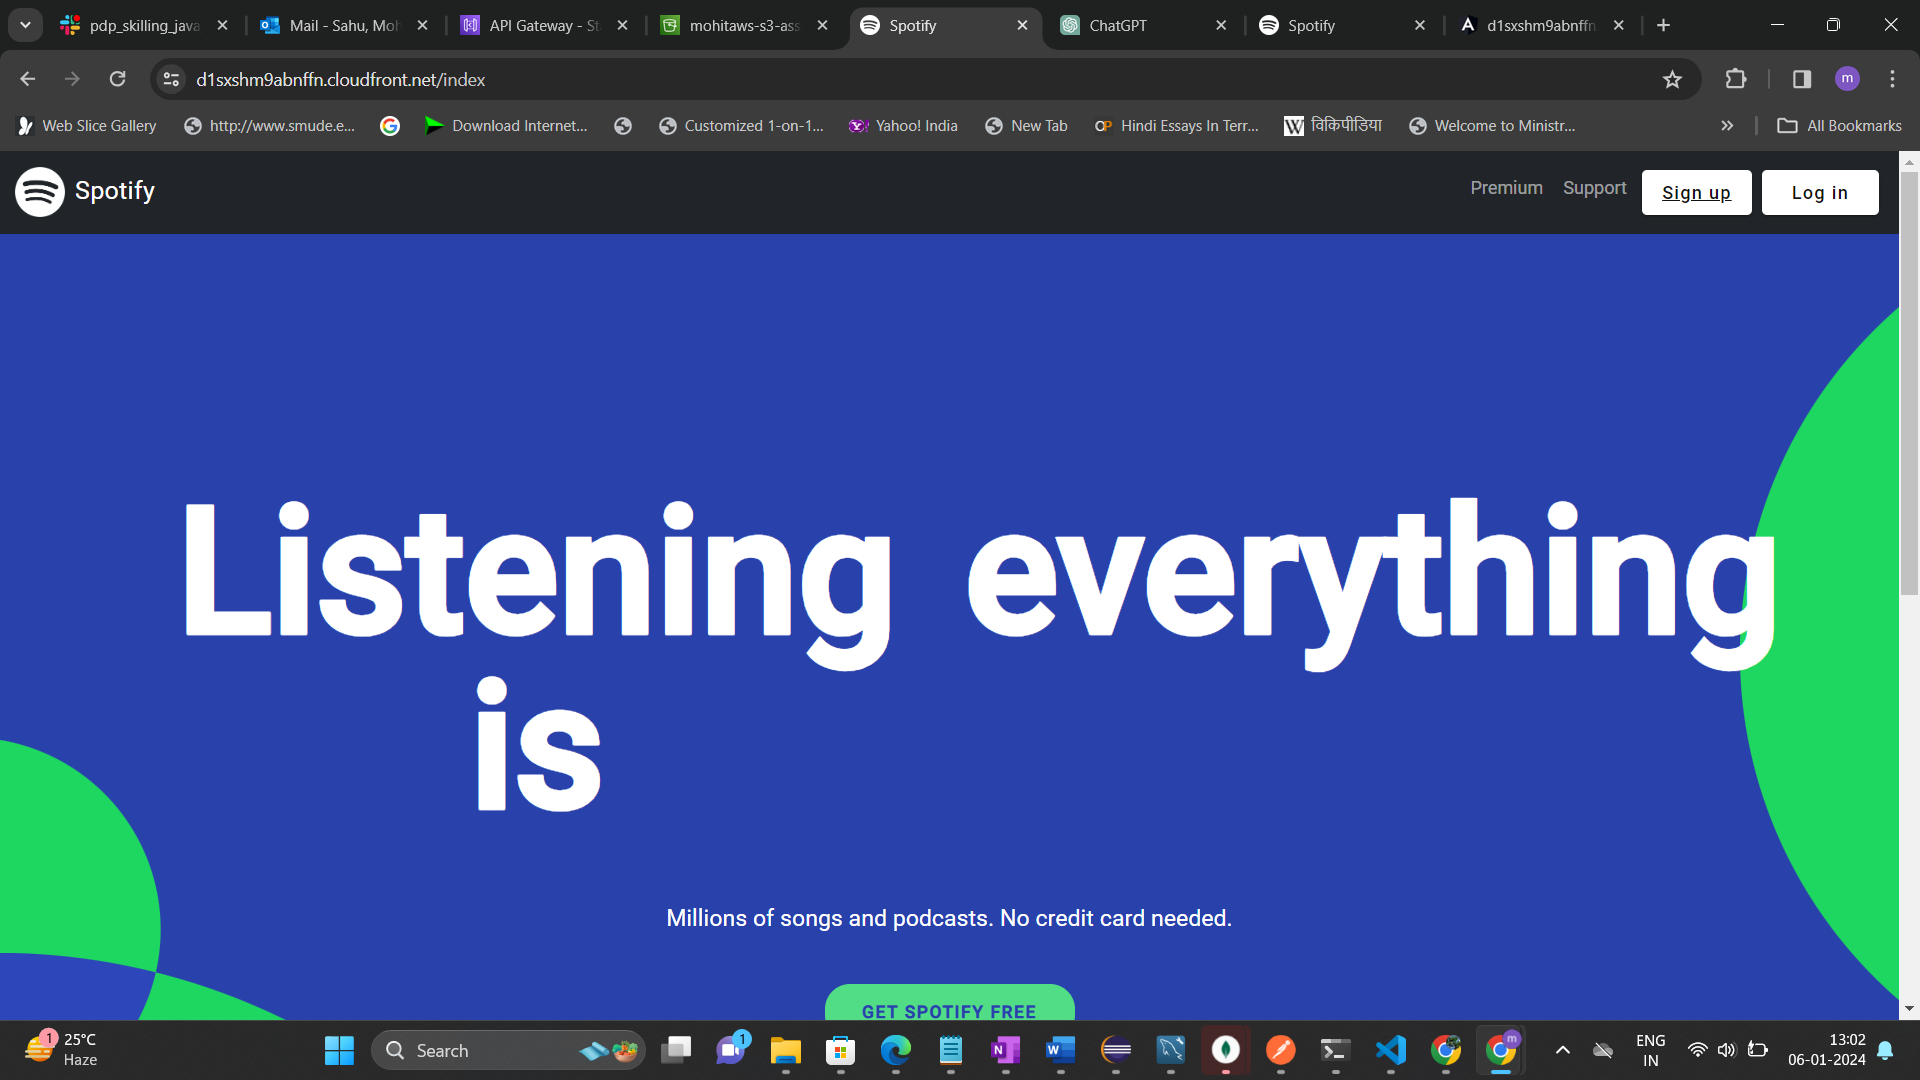 pdp_skilling_java
Mail - Sahu, Moh
API Gateway - St
mohitaws-s3-ass
Spotify
ChatGPT
Spotify
d1sxshm9abnffn
d1sxshm9abnffn.cloudfront.net/index
m
Web Slice Gallery
http://www.smude.e...
Download Internet...
Customized 1-on-1...
Yahoo! India
New Tab
Hindi Essays In Terr...
विकिपीडिया
Welcome to Ministr...
All Bookmarks
Spotify
Premium
Support
Sign up
Log in
Listening everything
is
Millions of songs and podcasts. No credit card needed.
GET SPOTIFY FREE
1
25°C
Haze
Search
1
m
ENG
IN
13:02
06-01-2024